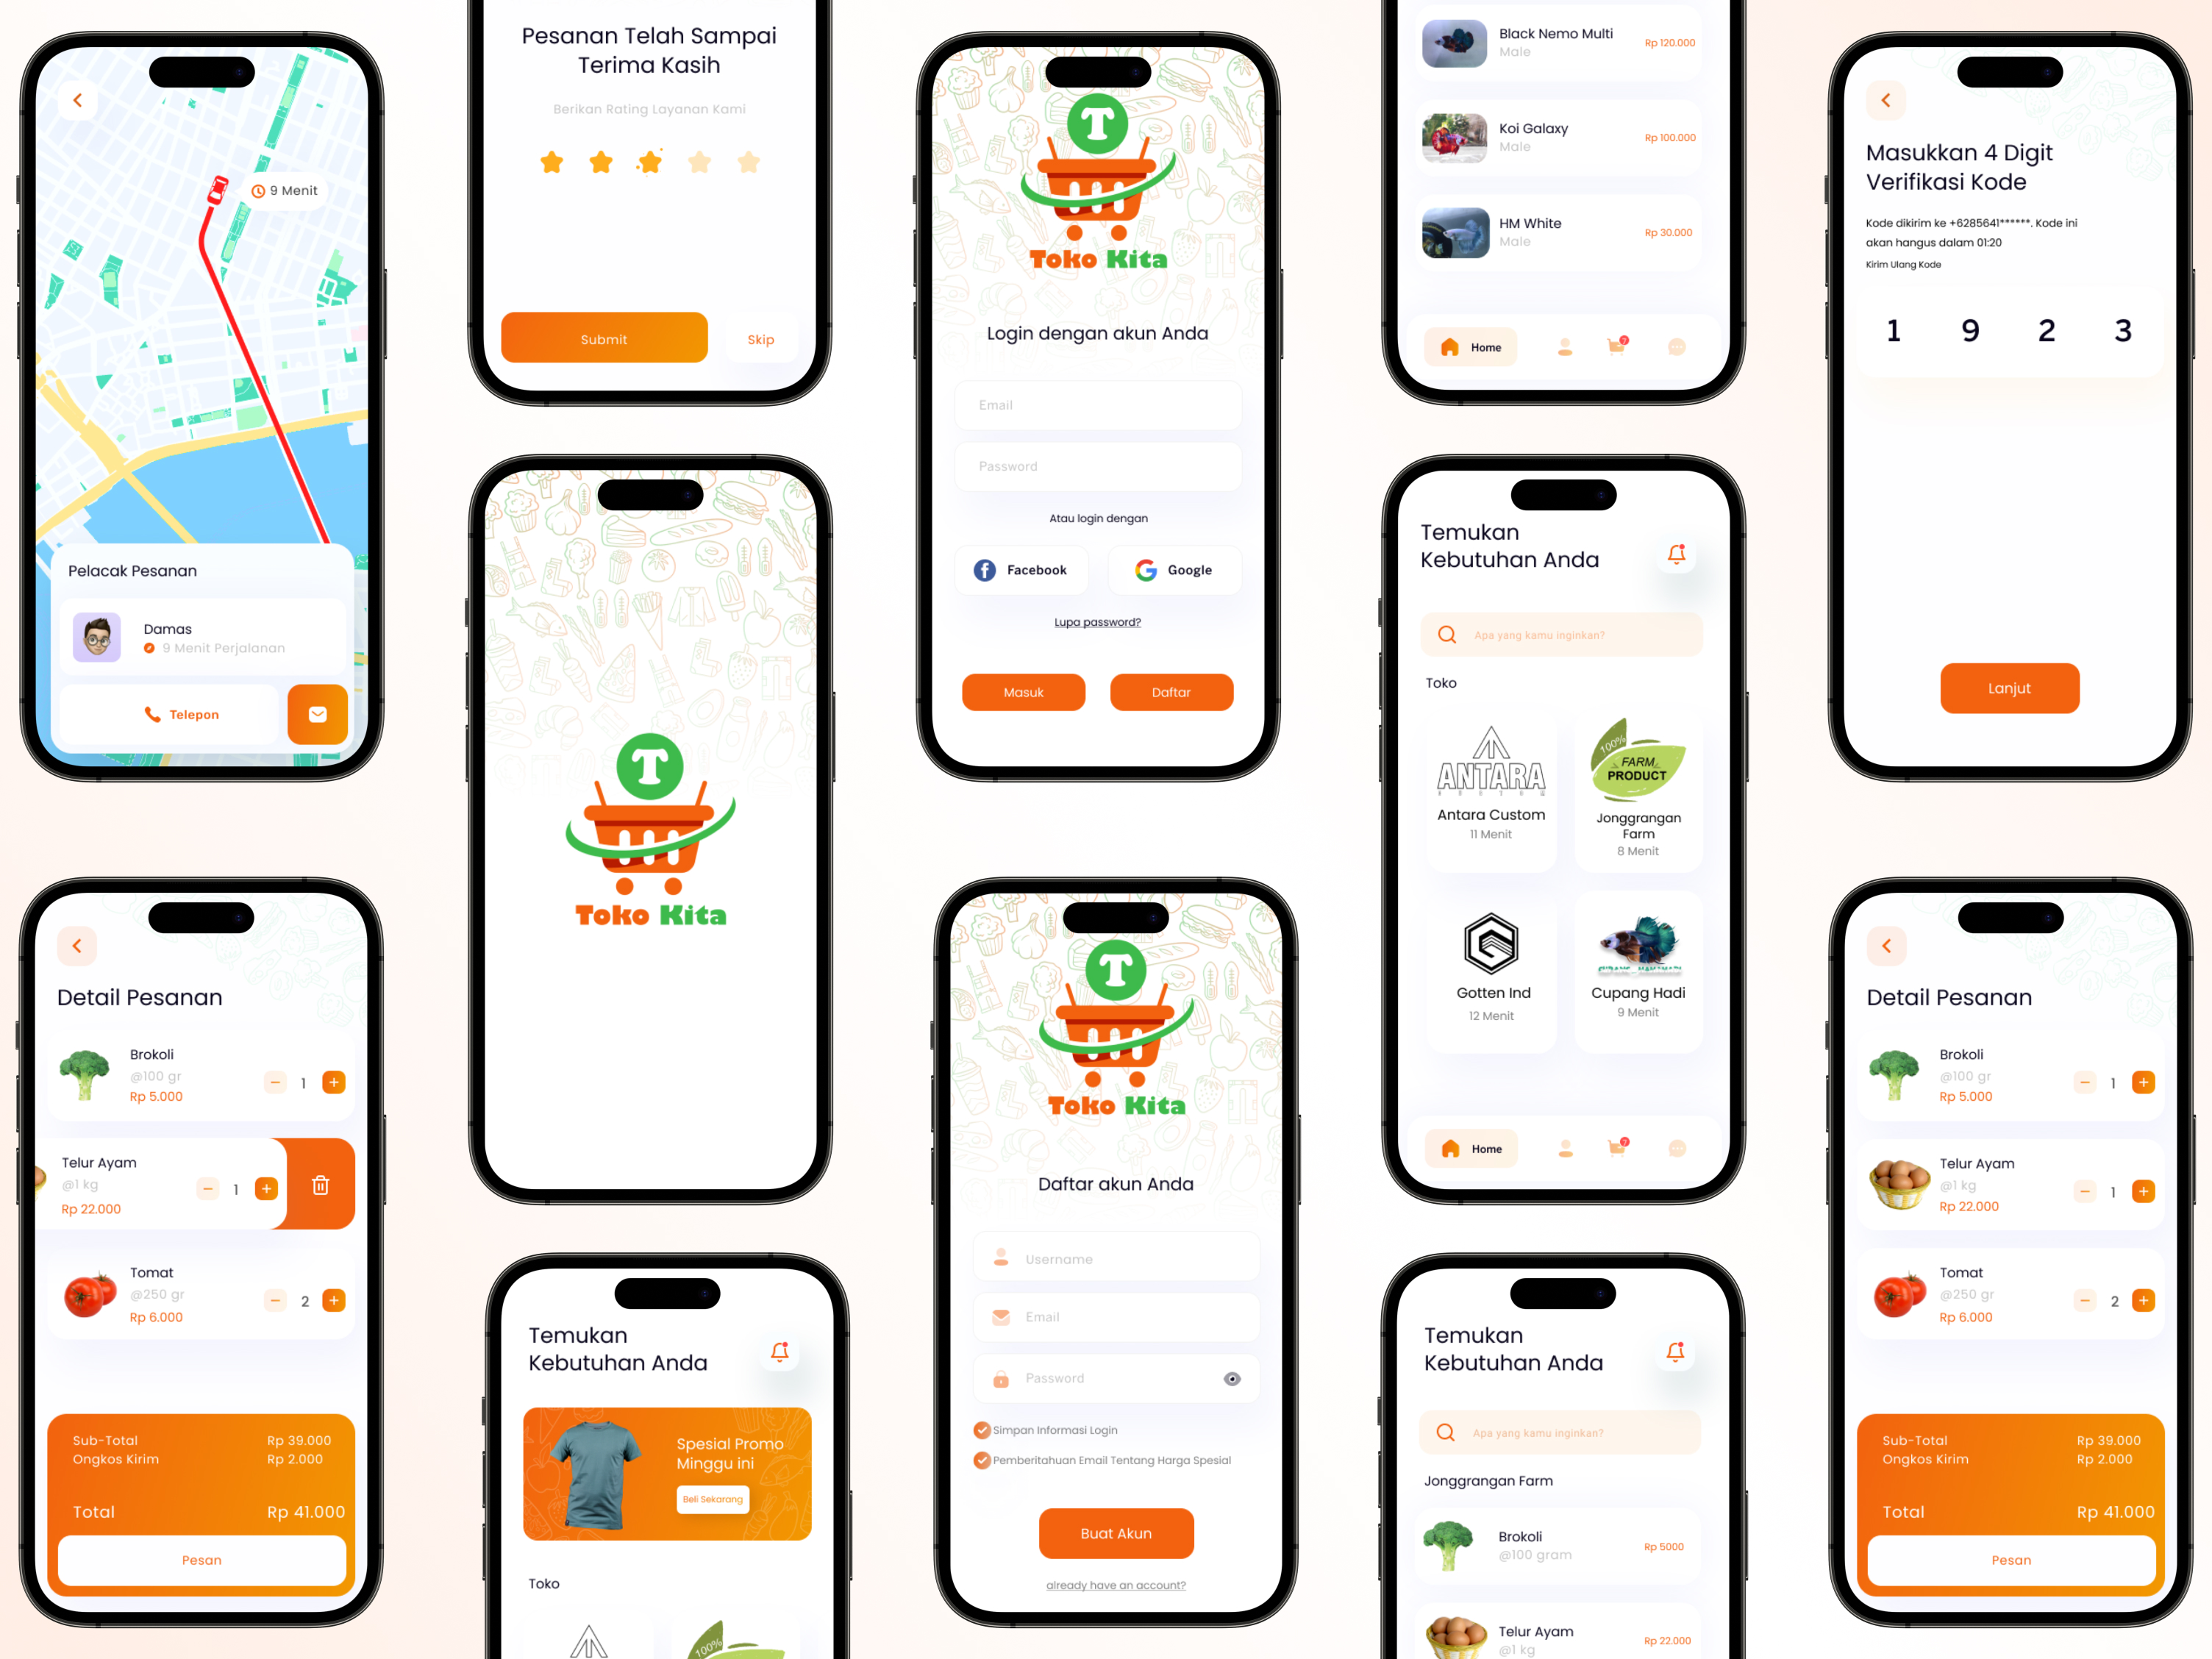 9 Menit
Pelacak Pesanan
Damas
9 Menit Perjalanan
Telepon
Detail Pesanan
Brokoli
@100 gr
Rp 5.000
1
Telur Ayam
@1 kg
Rp 22.000
1
Tomat
@250 gr
Rp 6.000
2
Sub-Total Rp 39.000
Ongkos Kirim Rp 2.000
Total Rp 41.000
Pesan
Pesanan Telah Sampai
Terima Kasih
Berikan Rating Layanan Kami
Submit
Skip
T
Toko Kita
Temukan
Kebutuhan Anda
Spesial Promo
Minggu ini
Beli Sekarang
Toko
100%
T
Toko Kita
Login dengan akun Anda
Email
Password
Atau login dengan
Facebook
Google
Lupa password?
Masuk
Daftar
T
Toko Kita
Daftar akun Anda
Username
Email
Password
Simpan Informasi Login
Pemberitahuan Email Tentang Harga Spesial
Buat Akun
already have an account?
Black Nemo Multi
Male
Rp 120.000
Koi Galaxy
Male
Rp 100.000
HM White
Male
Rp 30.000
Home
7
Temukan
Kebutuhan Anda
Apa yang kamu inginkan?
Toko
ANTARA
Antara Custom
11 Menit
100%
FARM
PRODUCT
Jonggrangan
Farm
8 Menit
Gotten Ind
12 Menit
Cupang Hadi
9 Menit
Home
7
Temukan
Kebutuhan Anda
Apa yang kamu inginkan?
Jonggrangan Farm
Brokoli
@100 gram
Rp 5000
Telur Ayam
@1 kg
Rp 22.000
Masukkan 4 Digit
Verifikasi Kode
Kode dikirim ke +6285641******. Kode ini
akan hangus dalam 01:20
Kirim Ulang Kode
1 9 2 3
Lanjut
Detail Pesanan
Brokoli
@100 gr
Rp 5.000
1
Telur Ayam
@1 kg
Rp 22.000
1
Tomat
@250 gr
Rp 6.000
2
Sub-Total Rp 39.000
Ongkos Kirim Rp 2.000
Total Rp 41.000
Pesan